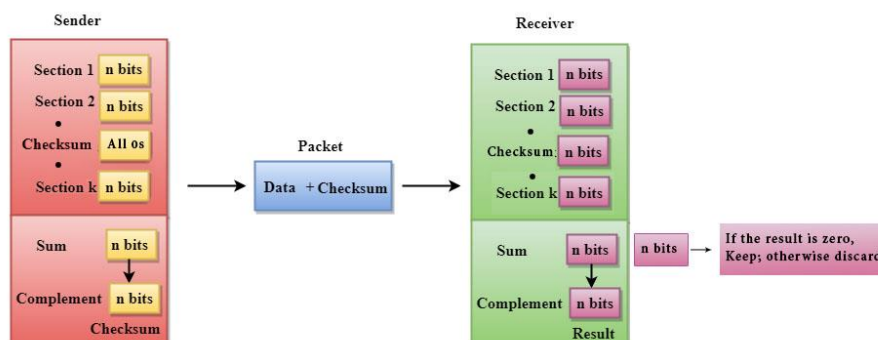 Sender
Section 1 n bits
Section 2 n bits
Checksum All 0s
Section k n bits
Sum n bits
Complement n bits
Checksum
Packet
Data + Checksum
Receiver
Section 1 n bits
Section 2 n bits
Checksum; n bits
Section k n bits
Sum n bits
Complement n bits
Result
n bits
If the result is zero,
Keep; otherwise discard